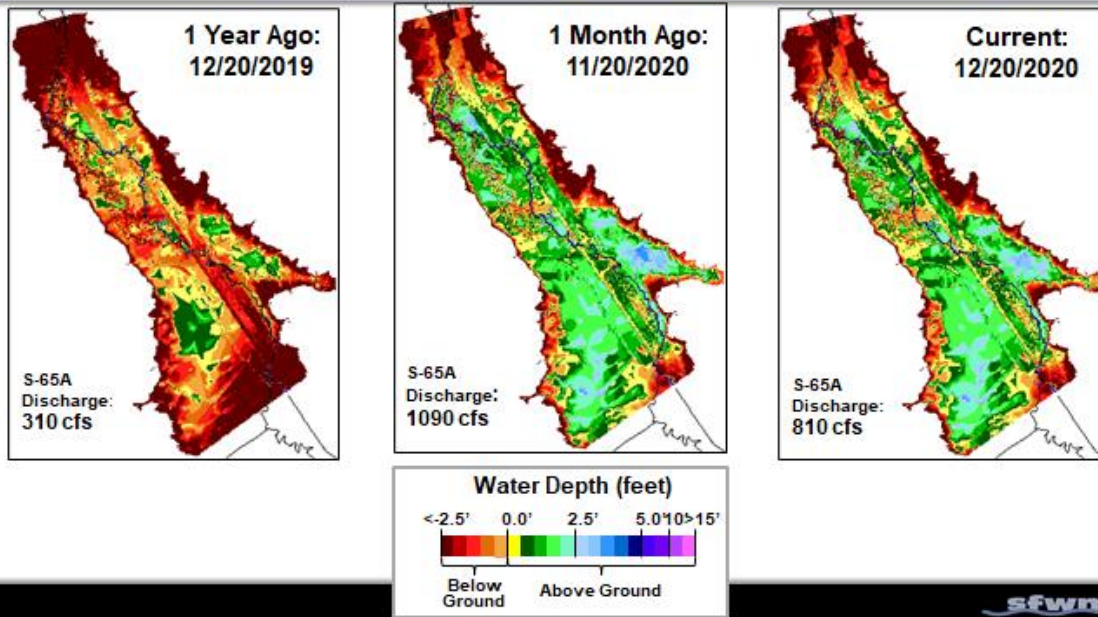 1 Year Ago:
12/20/2019
S-65A
Discharge:
310 cfs
1 Month Ago:
11/20/2020
S-65A
Discharge:
1090 cfs
Current:
12/20/2020
S-65A
Discharge:
810 cfs
Water Depth (feet)
<-2.5' 0.0' 2.5' 5.0'10'>15'
Below
Ground
Above Ground
sfwm